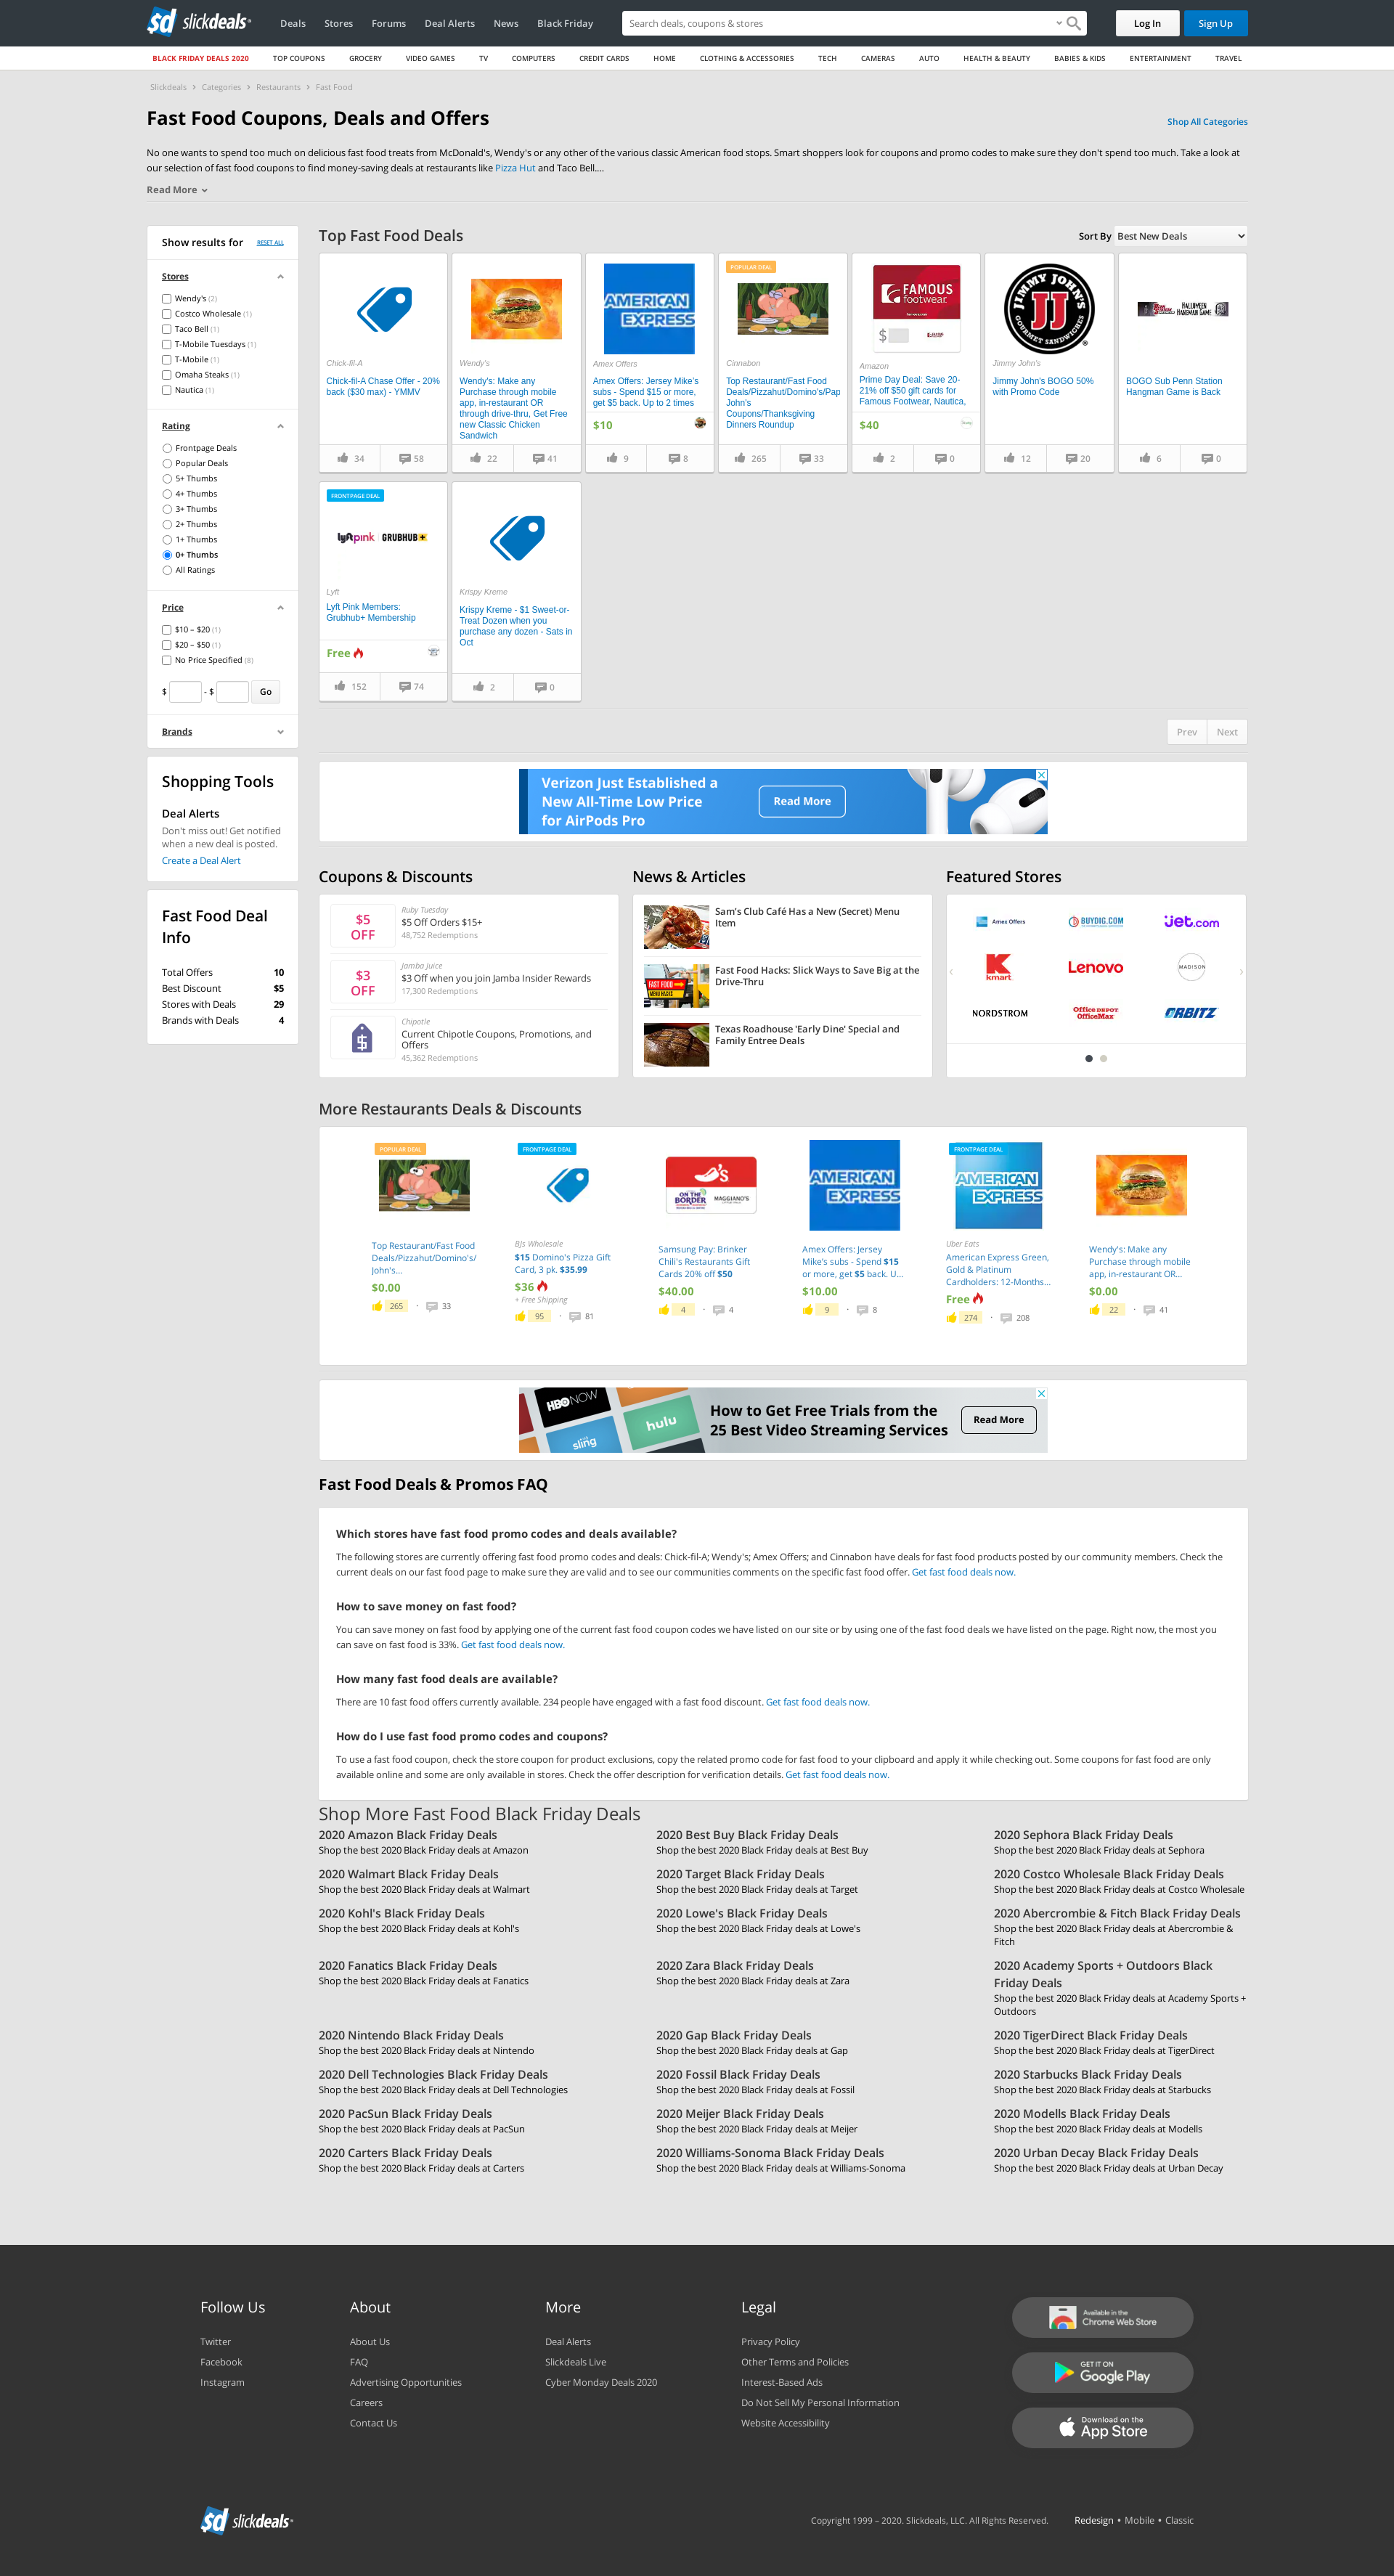 sd slickdeals
Deals
Stores
Forums
Deal Alerts
News
Black Friday
Search deals, coupons & stores
Log In
Sign Up
BLACK FRIDAY DEALS 2020
TOP COUPONS
GROCERY
VIDEO GAMES
TV
COMPUTERS
CREDIT CARDS
HOME
CLOTHING & ACCESSORIES
TECH
CAMERAS
AUTO
HEALTH & BEAUTY
BABIES & KIDS
ENTERTAINMENT
TRAVEL
Slickdeals › Categories › Restaurants › Fast Food
Fast Food Coupons, Deals and Offers
Shop All Categories
No one wants to spend too much on delicious fast food treats from McDonald's, Wendy's or any other of the various classic American food stops. Smart shoppers look for coupons and promo codes to make sure they don't spend too much. Take a look at
our selection of fast food coupons to find money-saving deals at restaurants like Pizza Hut and Taco Bell....
Read More
Show results for
RESET ALL
Stores
Wendy's (2)
Costco Wholesale (1)
Taco Bell (1)
T-Mobile Tuesdays (1)
T-Mobile (1)
Omaha Steaks (1)
Nautica (1)
Rating
Frontpage Deals
Popular Deals
5+ Thumbs
4+ Thumbs
3+ Thumbs
2+ Thumbs
1+ Thumbs
0+ Thumbs
All Ratings
Price
$10 – $20 (1)
$20 – $50 (1)
No Price Specified (8)
$ - $ Go
Brands
Shopping Tools
Deal Alerts
Don't miss out! Get notified
when a new deal is posted.
Create a Deal Alert
Fast Food Deal
Info
Total Offers 10
Best Discount $5
Stores with Deals 29
Brands with Deals 4
Top Fast Food Deals
Sort By Best New Deals
Chick-fil-A
Chick-fil-A Chase Offer - 20%
back ($30 max) - YMMV
34 58
Wendy's
Wendy's: Make any
Purchase through mobile
app, in-restaurant OR
through drive-thru, Get Free
new Classic Chicken
Sandwich
22 41
AMERICAN
EXPRESS
Amex Offers
Amex Offers: Jersey Mike's
subs - Spend $15 or more,
get $5 back. Up to 2 times
$10
9 8
POPULAR DEAL
Cinnabon
Top Restaurant/Fast Food
Deals/Pizzahut/Domino's/Pap
John's
Coupons/Thanksgiving
Dinners Roundup
265 33
FAMOUS
footwear.
$
Amazon
Prime Day Deal: Save 20-
21% off $50 gift cards for
Famous Footwear, Nautica,
$40
2 0
JIMMY JOHN'S
JJ
GOURMET SANDWICHES
Jimmy John's
Jimmy John's BOGO 50%
with Promo Code
12 20
HALLOWEEN
HANGMAN GAME
BOGO Sub Penn Station
Hangman Game is Back
6 0
FRONTPAGE DEAL
lyft pink GRUBHUB+
Lyft
Lyft Pink Members:
Grubhub+ Membership
Free
152 74
Krispy Kreme
Krispy Kreme - $1 Sweet-or-
Treat Dozen when you
purchase any dozen - Sats in
Oct
2 0
Prev Next
Verizon Just Established a
New All-Time Low Price
for AirPods Pro
Read More
Coupons & Discounts
$5
OFF
Ruby Tuesday
$5 Off Orders $15+
48,752 Redemptions
$3
OFF
Jamba Juice
$3 Off when you join Jamba Insider Rewards
17,300 Redemptions
$
Chipotle
Current Chipotle Coupons, Promotions, and
Offers
45,362 Redemptions
News & Articles
Sam's Club Café Has a New (Secret) Menu
Item
FAST FOOD
MENU HACKS
Fast Food Hacks: Slick Ways to Save Big at the
Drive-Thru
Texas Roadhouse 'Early Dine' Special and
Family Entree Deals
Featured Stores
Amex Offers
BUYDIG.COM
jet.com
kmart
Lenovo
MADISON
NORDSTROM
Office DEPOT
OfficeMax
ORBITZ
More Restaurants Deals & Discounts
POPULAR DEAL
Top Restaurant/Fast Food
Deals/Pizzahut/Domino's/
John's...
$0.00
265 · 33
FRONTPAGE DEAL
BJs Wholesale
$15 Domino's Pizza Gift
Card, 3 pk. $35.99
$36
+ Free Shipping
95 · 81
ON THE
BORDER
MAGGIANO'S
Samsung Pay: Brinker
Chili's Restaurants Gift
Cards 20% off $50
$40.00
4 · 4
AMERICAN
EXPRESS
Amex Offers: Jersey
Mike's subs - Spend $15
or more, get $5 back. U...
$10.00
9 · 8
FRONTPAGE DEAL
AMERICAN
EXPRESS
Uber Eats
American Express Green,
Gold & Platinum
Cardholders: 12-Months...
Free
274 · 208
Wendy's: Make any
Purchase through mobile
app, in-restaurant OR...
$0.00
22 · 41
HBO NOW
hulu
sling
How to Get Free Trials from the
25 Best Video Streaming Services
Read More
Fast Food Deals & Promos FAQ
Which stores have fast food promo codes and deals available?
The following stores are currently offering fast food promo codes and deals: Chick-fil-A; Wendy's; Amex Offers; and Cinnabon have deals for fast food products posted by our community members. Check the
current deals on our fast food page to make sure they are valid and to see our communities comments on the specific fast food offer. Get fast food deals now.
How to save money on fast food?
You can save money on fast food by applying one of the current fast food coupon codes we have listed on our site or by using one of the fast food deals we have listed on the page. Right now, the most you
can save on fast food is 33%. Get fast food deals now.
How many fast food deals are available?
There are 10 fast food offers currently available. 234 people have engaged with a fast food discount. Get fast food deals now.
How do I use fast food promo codes and coupons?
To use a fast food coupon, check the store coupon for product exclusions, copy the related promo code for fast food to your clipboard and apply it while checking out. Some coupons for fast food are only
available online and some are only available in stores. Check the offer description for verification details. Get fast food deals now.
Shop More Fast Food Black Friday Deals
2020 Amazon Black Friday Deals
Shop the best 2020 Black Friday deals at Amazon
2020 Best Buy Black Friday Deals
Shop the best 2020 Black Friday deals at Best Buy
2020 Sephora Black Friday Deals
Shop the best 2020 Black Friday deals at Sephora
2020 Walmart Black Friday Deals
Shop the best 2020 Black Friday deals at Walmart
2020 Target Black Friday Deals
Shop the best 2020 Black Friday deals at Target
2020 Costco Wholesale Black Friday Deals
Shop the best 2020 Black Friday deals at Costco Wholesale
2020 Kohl's Black Friday Deals
Shop the best 2020 Black Friday deals at Kohl's
2020 Lowe's Black Friday Deals
Shop the best 2020 Black Friday deals at Lowe's
2020 Abercrombie & Fitch Black Friday Deals
Shop the best 2020 Black Friday deals at Abercrombie &
Fitch
2020 Fanatics Black Friday Deals
Shop the best 2020 Black Friday deals at Fanatics
2020 Zara Black Friday Deals
Shop the best 2020 Black Friday deals at Zara
2020 Academy Sports + Outdoors Black
Friday Deals
Shop the best 2020 Black Friday deals at Academy Sports +
Outdoors
2020 Nintendo Black Friday Deals
Shop the best 2020 Black Friday deals at Nintendo
2020 Gap Black Friday Deals
Shop the best 2020 Black Friday deals at Gap
2020 TigerDirect Black Friday Deals
Shop the best 2020 Black Friday deals at TigerDirect
2020 Dell Technologies Black Friday Deals
Shop the best 2020 Black Friday deals at Dell Technologies
2020 Fossil Black Friday Deals
Shop the best 2020 Black Friday deals at Fossil
2020 Starbucks Black Friday Deals
Shop the best 2020 Black Friday deals at Starbucks
2020 PacSun Black Friday Deals
Shop the best 2020 Black Friday deals at PacSun
2020 Meijer Black Friday Deals
Shop the best 2020 Black Friday deals at Meijer
2020 Modells Black Friday Deals
Shop the best 2020 Black Friday deals at Modells
2020 Carters Black Friday Deals
Shop the best 2020 Black Friday deals at Carters
2020 Williams-Sonoma Black Friday Deals
Shop the best 2020 Black Friday deals at Williams-Sonoma
2020 Urban Decay Black Friday Deals
Shop the best 2020 Black Friday deals at Urban Decay
Follow Us
Twitter
Facebook
Instagram
About
About Us
FAQ
Advertising Opportunities
Careers
Contact Us
More
Deal Alerts
Slickdeals Live
Cyber Monday Deals 2020
Legal
Privacy Policy
Other Terms and Policies
Interest-Based Ads
Do Not Sell My Personal Information
Website Accessibility
Available in the
Chrome Web Store
GET IT ON
Google Play
Download on the
App Store
sd slickdeals
Copyright 1999 – 2020. Slickdeals, LLC. All Rights Reserved.
Redesign • Mobile • Classic